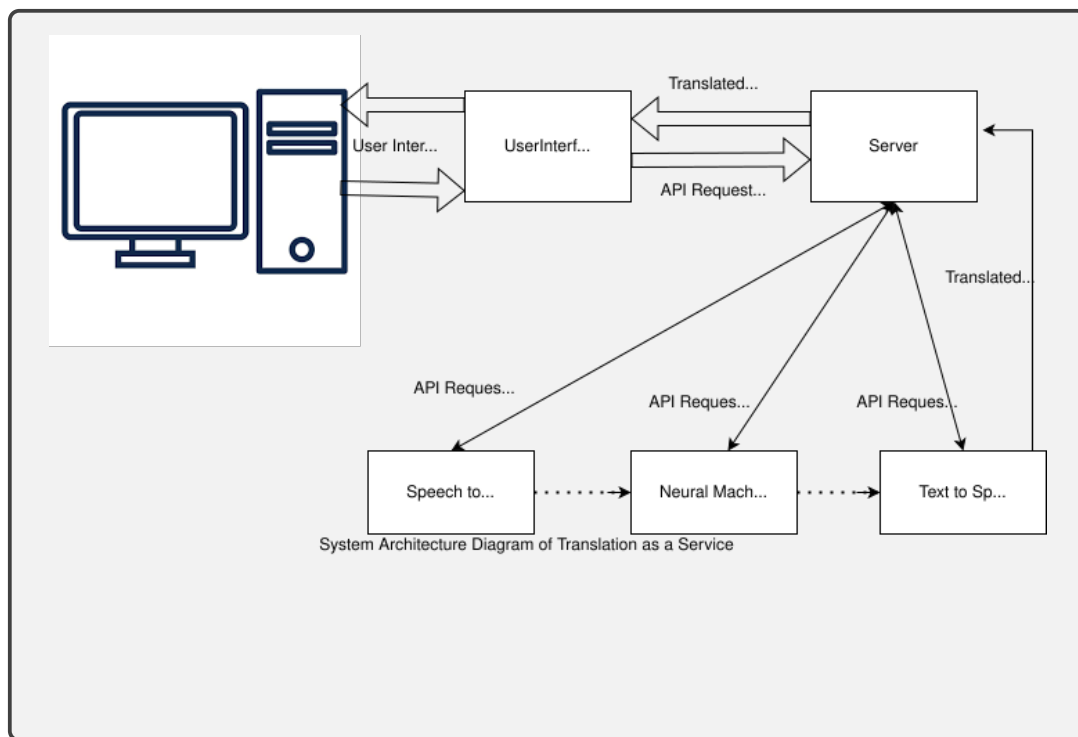 Translated...
User Inter...
UserInterf...
Server
API Request...
Translated...
API Reques...
API Reques...
API Reques...
Speech to...
Neural Mach...
Text to Sp...
System Architecture Diagram of Translation as a Service